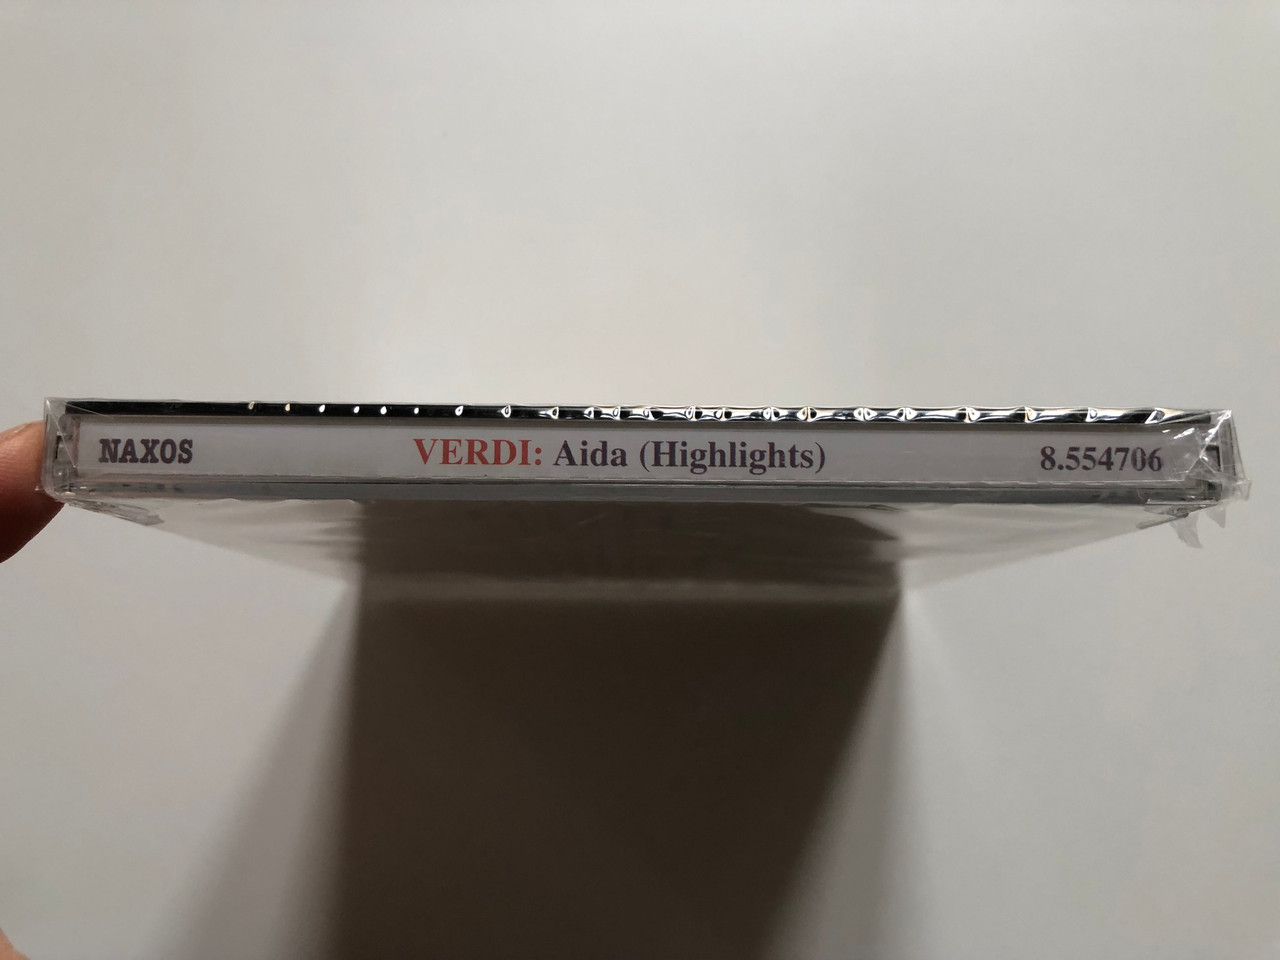 NAXOS VERDI: Aida (Highlights) 8.554706